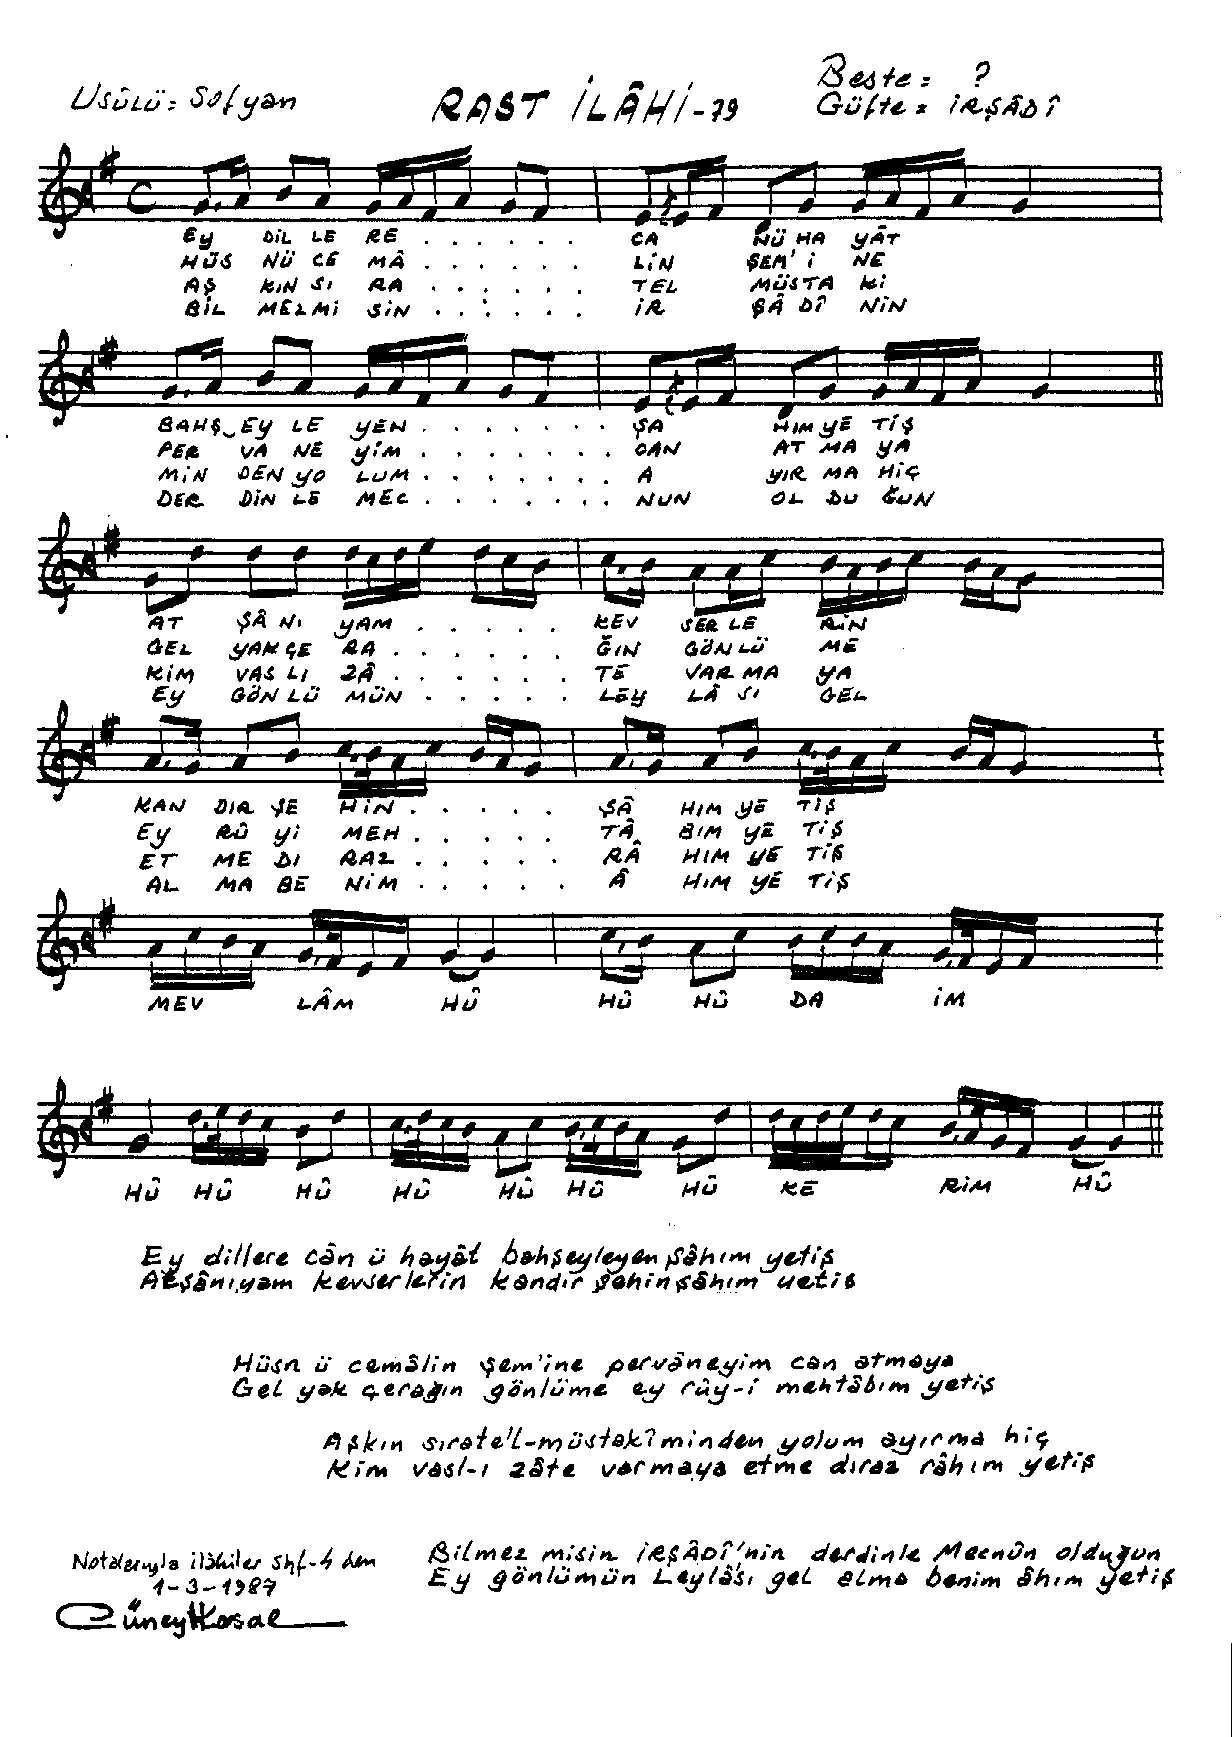 Usûlü: Sofyan
RAST İLÂHİ-79
Beste: ?
Güfte: İRŞÂDÎ
EY DİL LE RE . . . . . . CA NÜ HA YÂT
HÜS NÜ CE MÂ . . . . . . LİN ŞEM' İ NE
AŞ KIN SI RA . . . . . . TEL MÜSTA Kİ
BİL MEZ Mİ SİN . . . . . . İR ŞÂ DÎ NİN
BAHŞ EY LE YEN . . . . . . . ŞA HIM YE TİŞ
PER VA NE YİM . . . . . . . CAN AT MA YA
MİN DEN YO LUM . . . . . . . A YIR MA HİÇ
DER DİN LE MEC . . . . . . . NUN OL DU ĞUN
AT ŞÂ NI YAM . . . . . . KEV SER LE RİN
GEL YAK ÇE RA . . . . . . ĞIN GÖN LÜ ME
KİM VAS LI ZÂ . . . . . . TE VAR MA YA
EY GÖN LÜ MÜN . . . . . . LEY LÂ SI GEL
KAN DIR ŞE HİN . . . . . ŞÂ HIM YE TİŞ
EY RÛ Yİ MEH . . . . . TÂ BIM YE TİŞ
ET ME DI RAZ . . . . . RÂ HIM YE TİŞ
AL MA BE NİM . . . . . Â HIM YE TİŞ
MEV LÂM HÛ HÛ HÛ DA İM
HÛ HÛ HÛ HÛ HÛ HÛ HÛ KE RİM HÛ
Ey dillere cân ü hayât bahşeyleyen şâhım yetiş
Atşânıyam kevserlerin kandır şahinşâhım yetiş
Hüsn ü cemâlin şem'ine pervâneyim can atmaya
Gel yak çerağın gönlüme ey rûy-i mehtâbım yetiş
Aşkın sırate'l-müstakîminden yolum ayırma hiç
Kim vasl-ı zâte varmaya etme dıraz râhım yetiş
Bilmez misin İRŞÂDÎ'nin derdinle Mecnûn olduğun
Ey gönlümün Leylâsı gel alma benim âhım yetiş
Notalarıyla ilâhiler Shf-4 den
1-3-1987
Cüneyt Kosal